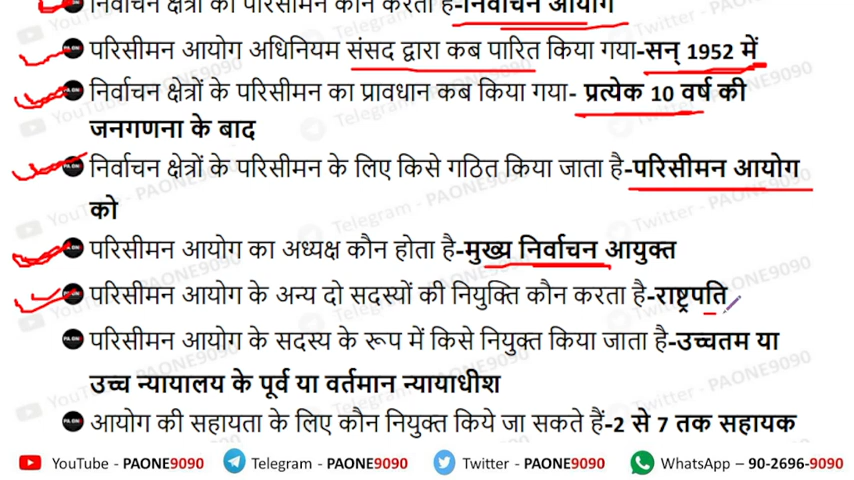 निर्वाचन क्षेत्रों का परिसीमन कौन करता है-निर्वाचन आयोग
परिसीमन आयोग अधिनियम संसद द्वारा कब पारित किया गया-सन् 1952 में
निर्वाचन क्षेत्रों के परिसीमन का प्रावधान कब किया गया- प्रत्येक 10 वर्ष की
जनगणना के बाद
निर्वाचन क्षेत्रों के परिसीमन के लिए किसे गठित किया जाता है-परिसीमन आयोग
को
परिसीमन आयोग का अध्यक्ष कौन होता है-मुख्य निर्वाचन आयुक्त
परिसीमन आयोग के अन्य दो सदस्यों की नियुक्ति कौन करता है-राष्ट्रपति
परिसीमन आयोग के सदस्य के रूप में किसे नियुक्त किया जाता है-उच्चतम या
उच्च न्यायालय के पूर्व या वर्तमान न्यायाधीश
आयोग की सहायता के लिए कौन नियुक्त किये जा सकते हैं-2 से 7 तक सहायक
YouTube - PAONE9090 Telegram - PAONE9090 Twitter - PAONE9090 WhatsApp – 90-2696-9090